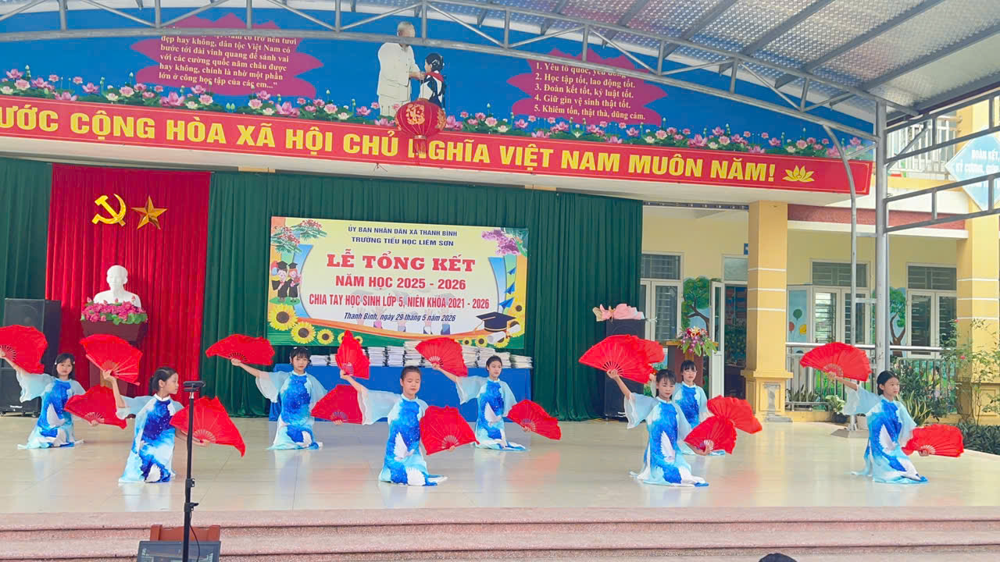 Nam có trở nên tươi
đẹp hay không, dân tộc Việt Nam có
bước tới đài vinh quang để sánh vai
với các cường quốc năm châu được
hay không, chính là nhờ một phần
lớn ở công học tập của các em..."
1. Yêu tổ quốc, yêu
2. Học tập tốt, lao động tốt.
3. Đoàn kết tốt, kỷ luật tốt.
4. Giữ gìn vệ sinh thật tốt.
5. Khiêm tốn, thật thà, dũng cảm.
ƯỚC CỘNG HÒA XÃ HỘI CHỦ NGHĨA VIỆT NAM MUÔN NĂM!
ĐOÀN KẾT,
KỶ CƯƠNG,
ỦY BAN NHÂN DÂN XÃ THANH BÌNH
TRƯỜNG TIỂU HỌC LIÊM SƠN
LỄ TỔNG KẾT
NĂM HỌC 2025 - 2026
CHIA TAY HỌC SINH LỚP 5, NIÊN KHÓA 2021 - 2026
Thanh Bình, ngày 29 tháng 5 năm 2026